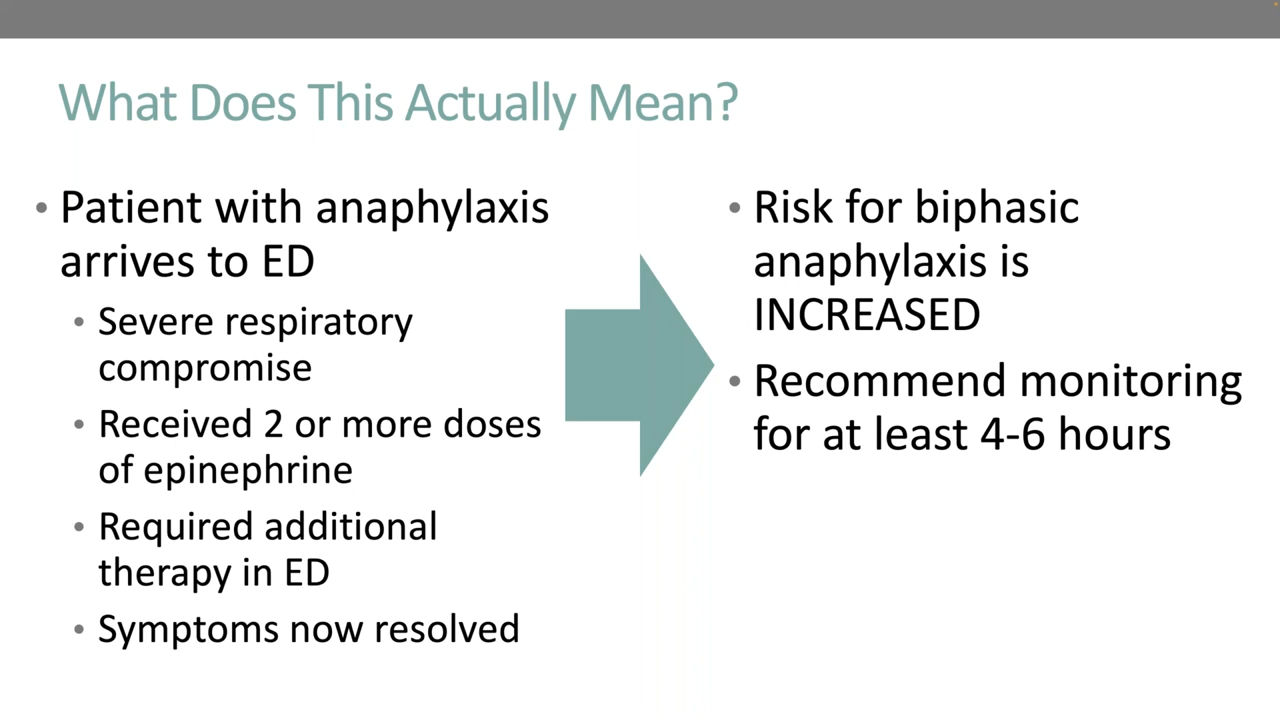 What Does This Actually Mean?
• Patient with anaphylaxis
arrives to ED
• Severe respiratory
compromise
• Received 2 or more doses
of epinephrine
• Required additional
therapy in ED
• Symptoms now resolved
• Risk for biphasic
anaphylaxis is
INCREASED
• Recommend monitoring
for at least 4-6 hours